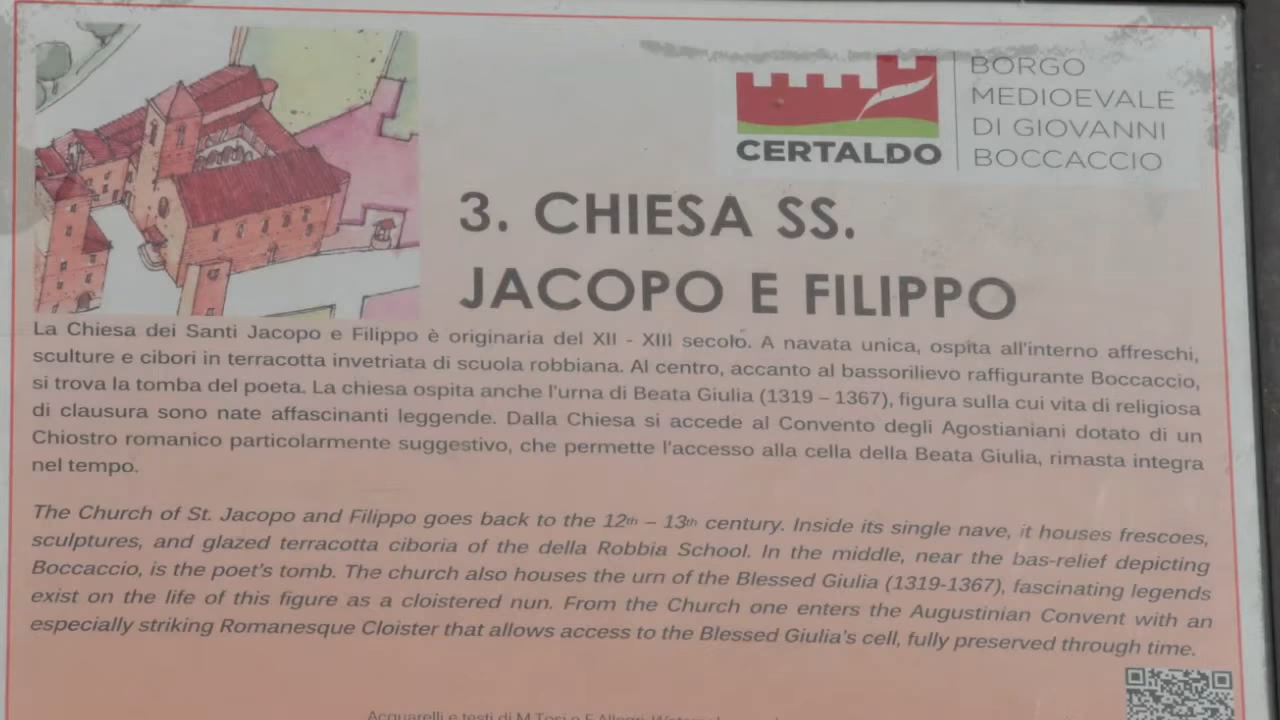 BORGO
MEDIOEVALE
DI GIOVANNI
BOCCACCIO
CERTALDO
3. CHIESA SS.
JACOPO E FILIPPO
La Chiesa dei Santi Jacopo e Filippo è originaria del XII - XIII secolo. A navata unica, ospita all'interno affreschi,
sculture e cibori in terracotta invetriata di scuola robbiana. Al centro, accanto al bassorilievo raffigurante Boccaccio,
si trova la tomba del poeta. La chiesa ospita anche l'urna di Beata Giulia (1319 – 1367), figura sulla cui vita di religiosa
di clausura sono nate affascinanti leggende. Dalla Chiesa si accede al Convento degli Agostianiani dotato di un
Chiostro romanico particolarmente suggestivo, che permette l'accesso alla cella della Beata Giulia, rimasta integra
nel tempo.
The Church of St. Jacopo and Filippo goes back to the 12th – 13th century. Inside its single nave, it houses frescoes,
sculptures, and glazed terracotta ciboria of the della Robbia School. In the middle, near the bas-relief depicting
Boccaccio, is the poet's tomb. The church also houses the urn of the Blessed Giulia (1319-1367), fascinating legends
exist on the life of this figure as a cloistered nun. From the Church one enters the Augustinian Convent with an
especially striking Romanesque Cloister that allows access to the Blessed Giulia's cell, fully preserved through time.
Acquarelli e testi di M.Tosi e F.Allegri